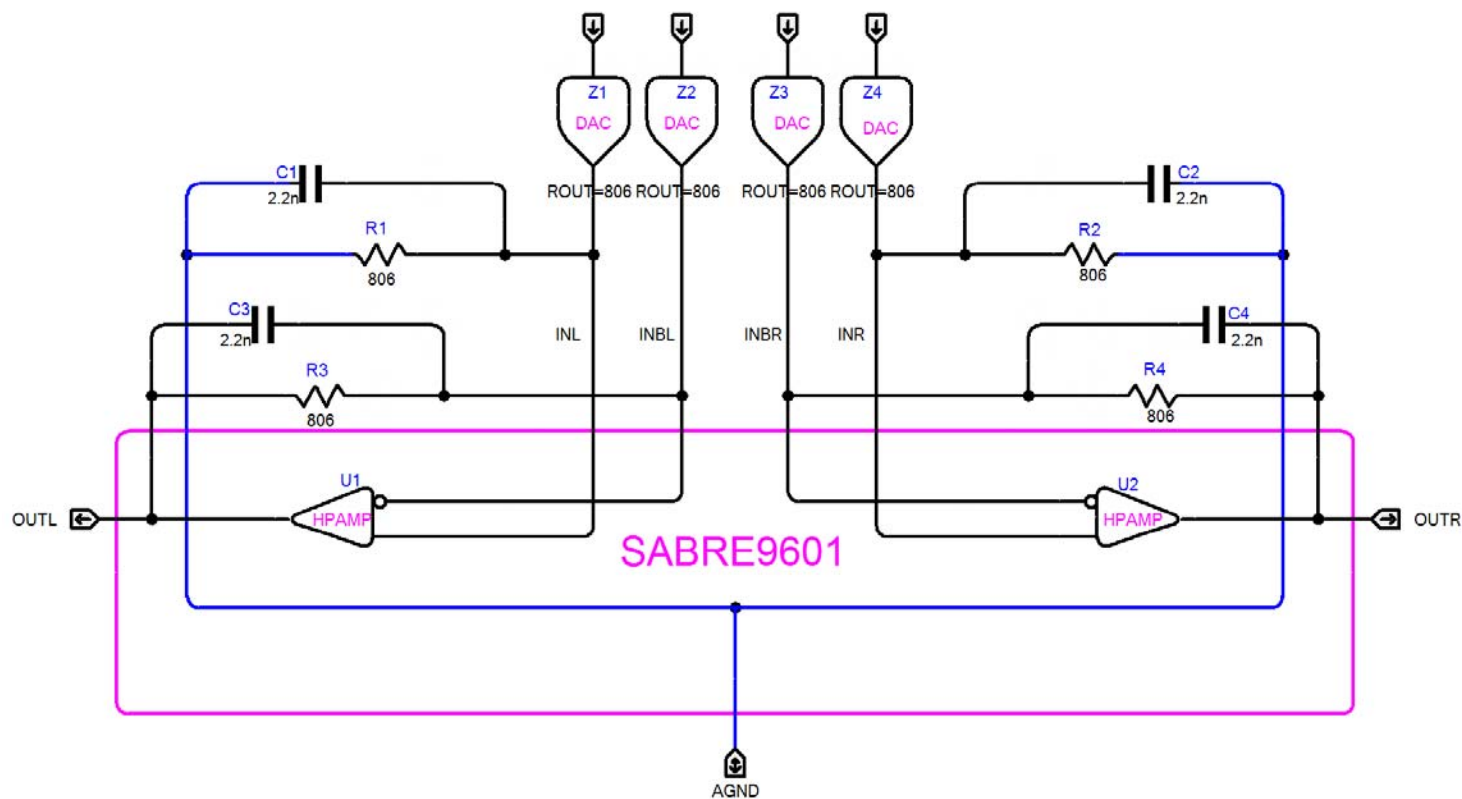 Z1 Z2 Z3 Z4
DAC DAC DAC DAC
C1 C2
2.2n 2.2n
ROUT=806 ROUT=806 ROUT=806 ROUT=806
R1 R2
806 806
C3 C4
2.2n 2.2n
INL INBL INBR INR
R3 R4
806 806
U1 U2
OUTL HPAMP HPAMP OUTR
SABRE9601
AGND